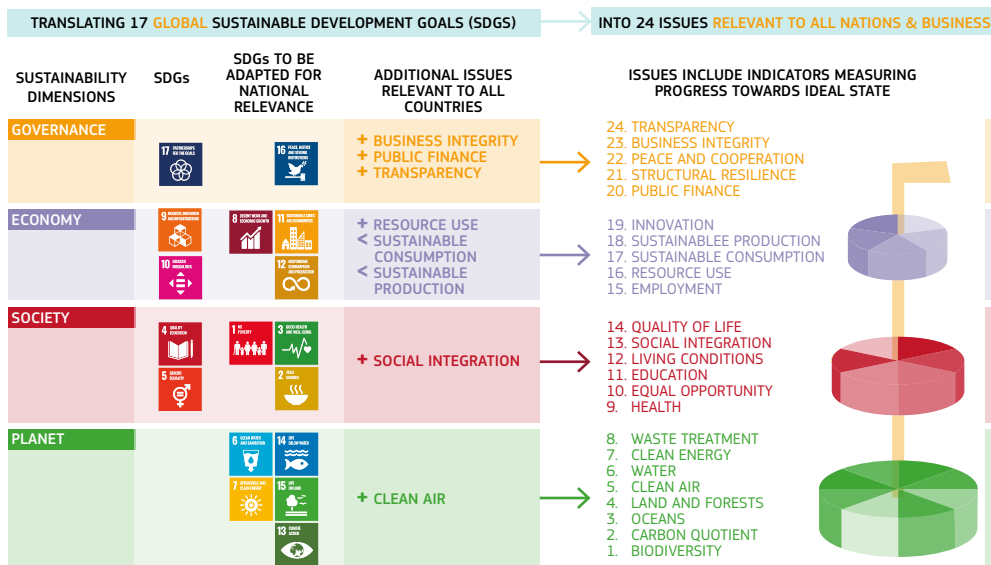 TRANSLATING 17 GLOBAL SUSTAINABLE DEVELOPMENT GOALS (SDGS)
INTO 24 ISSUES RELEVANT TO ALL NATIONS & BUSINESS
SUSTAINABILITY
DIMENSIONS
SDGs
SDGs TO BE
ADAPTED FOR
NATIONAL
RELEVANCE
ADDITIONAL ISSUES
RELEVANT TO ALL
COUNTRIES
ISSUES INCLUDE INDICATORS MEASURING
PROGRESS TOWARDS IDEAL STATE
GOVERNANCE
17 PARTNERSHIPS
FOR THE GOALS
16 PEACE, JUSTICE
AND STRONG
INSTITUTIONS
+ BUSINESS INTEGRITY
+ PUBLIC FINANCE
+ TRANSPARENCY
24. TRANSPARENCY
23. BUSINESS INTEGRITY
22. PEACE AND COOPERATION
21. STRUCTURAL RESILIENCE
20. PUBLIC FINANCE
ECONOMY
9 INDUSTRY, INNOVATION
AND INFRASTRUCTURE
10 REDUCED
INEQUALITIES
8 DECENT WORK AND
ECONOMIC GROWTH
11 SUSTAINABLE CITIES
AND COMMUNITIES
12 RESPONSIBLE
CONSUMPTION
AND PRODUCTION
+ RESOURCE USE
< SUSTAINABLE
CONSUMPTION
< SUSTAINABLE
PRODUCTION
19. INNOVATION
18. SUSTAINABLEE PRODUCTION
17. SUSTAINABLE CONSUMPTION
16. RESOURCE USE
15. EMPLOYMENT
SOCIETY
4 QUALITY
EDUCATION
5 GENDER
EQUALITY
1 NO
POVERTY
3 GOOD HEALTH
AND WELL-BEING
2 ZERO
HUNGER
+ SOCIAL INTEGRATION
14. QUALITY OF LIFE
13. SOCIAL INTEGRATION
12. LIVING CONDITIONS
11. EDUCATION
10. EQUAL OPPORTUNITY
9. HEALTH
PLANET
6 CLEAN WATER
AND SANITATION
14 LIFE
BELOW WATER
7 AFFORDABLE AND
CLEAN ENERGY
15 LIFE
ON LAND
13 CLIMATE
ACTION
+ CLEAN AIR
8. WASTE TREATMENT
7. CLEAN ENERGY
6. WATER
5. CLEAN AIR
4. LAND AND FORESTS
3. OCEANS
2. CARBON QUOTIENT
1. BIODIVERSITY